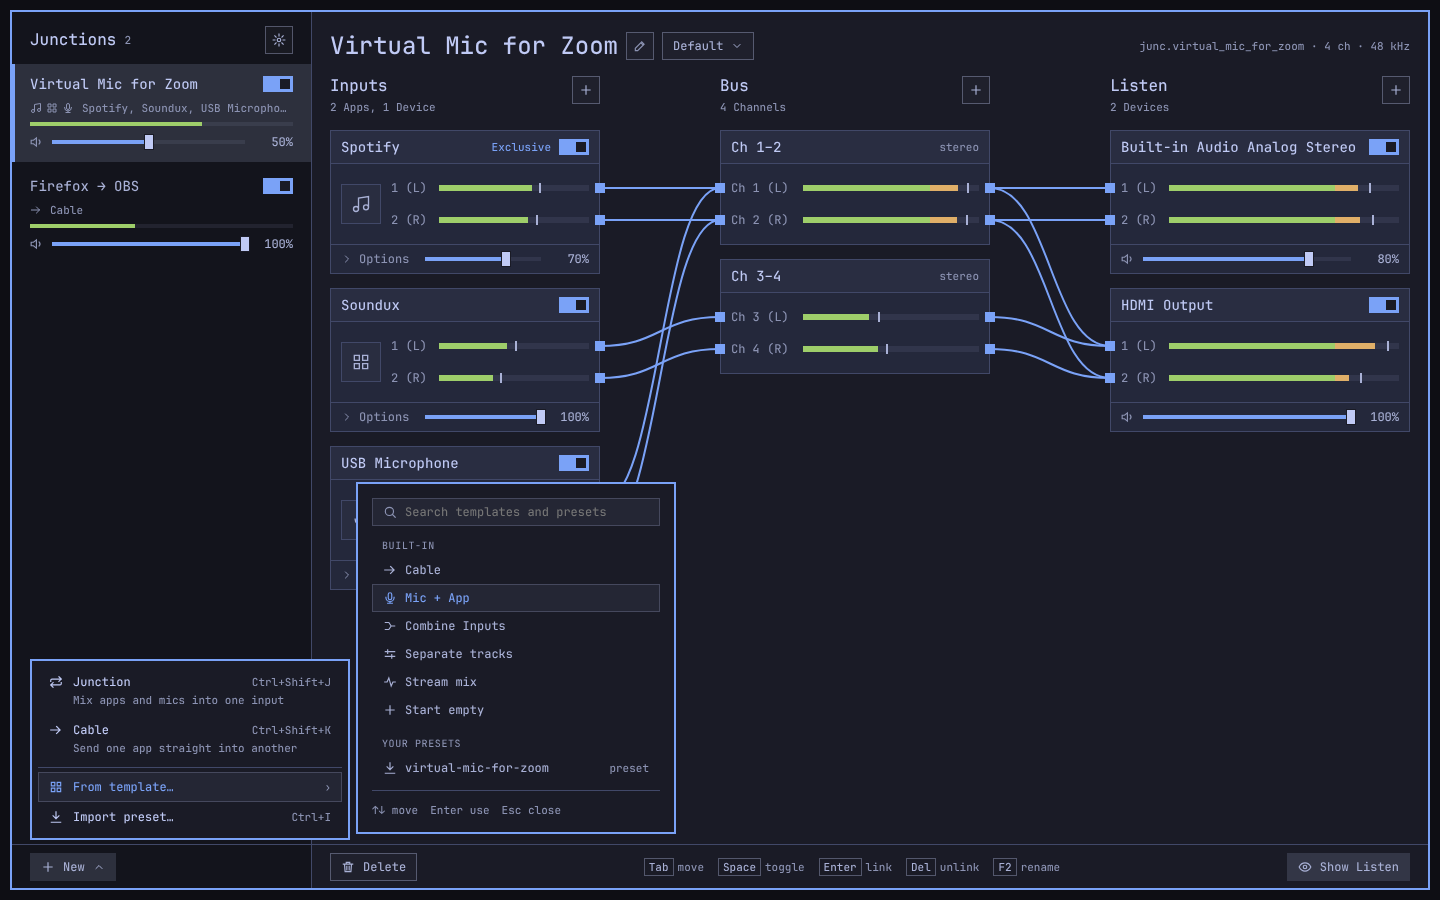 Junctions 2
Virtual Mic for Zoom
Spotify, Soundux, USB Micropho…
50%
Firefox → OBS
Cable
100%
Virtual Mic for Zoom
Default
junc.virtual_mic_for_zoom · 4 ch · 48 kHz
Inputs
2 Apps, 1 Device
Spotify
Exclusive
1 (L)
2 (R)
Options
70%
Soundux
1 (L)
2 (R)
Options
100%
USB Microphone
Bus
4 Channels
Ch 1–2
stereo
Ch 1 (L)
Ch 2 (R)
Ch 3–4
stereo
Ch 3 (L)
Ch 4 (R)
Listen
2 Devices
Built-in Audio Analog Stereo
1 (L)
2 (R)
80%
HDMI Output
1 (L)
2 (R)
100%
Search templates and presets
BUILT-IN
Cable
Mic + App
Combine Inputs
Separate tracks
Stream mix
Start empty
YOUR PRESETS
virtual-mic-for-zoom preset
↑↓ move Enter use Esc close
Junction Ctrl+Shift+J
Mix apps and mics into one input
Cable Ctrl+Shift+K
Send one app straight into another
From template… ›
Import preset… Ctrl+I
New
Delete
Tab move Space toggle Enter link Del unlink F2 rename
Show Listen